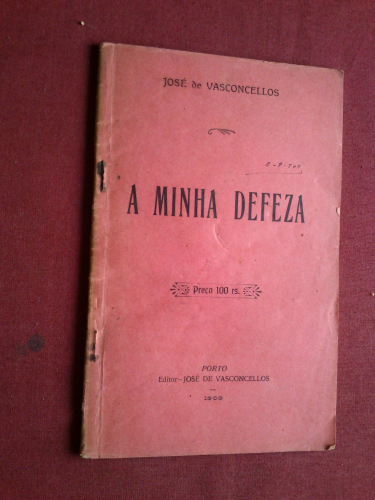 JOSÉ de VASCONCELLOS
A MINHA DEFEZA
Preço 100 rs.
PORTO
Editor—JOSÉ DE VASCONCELLOS